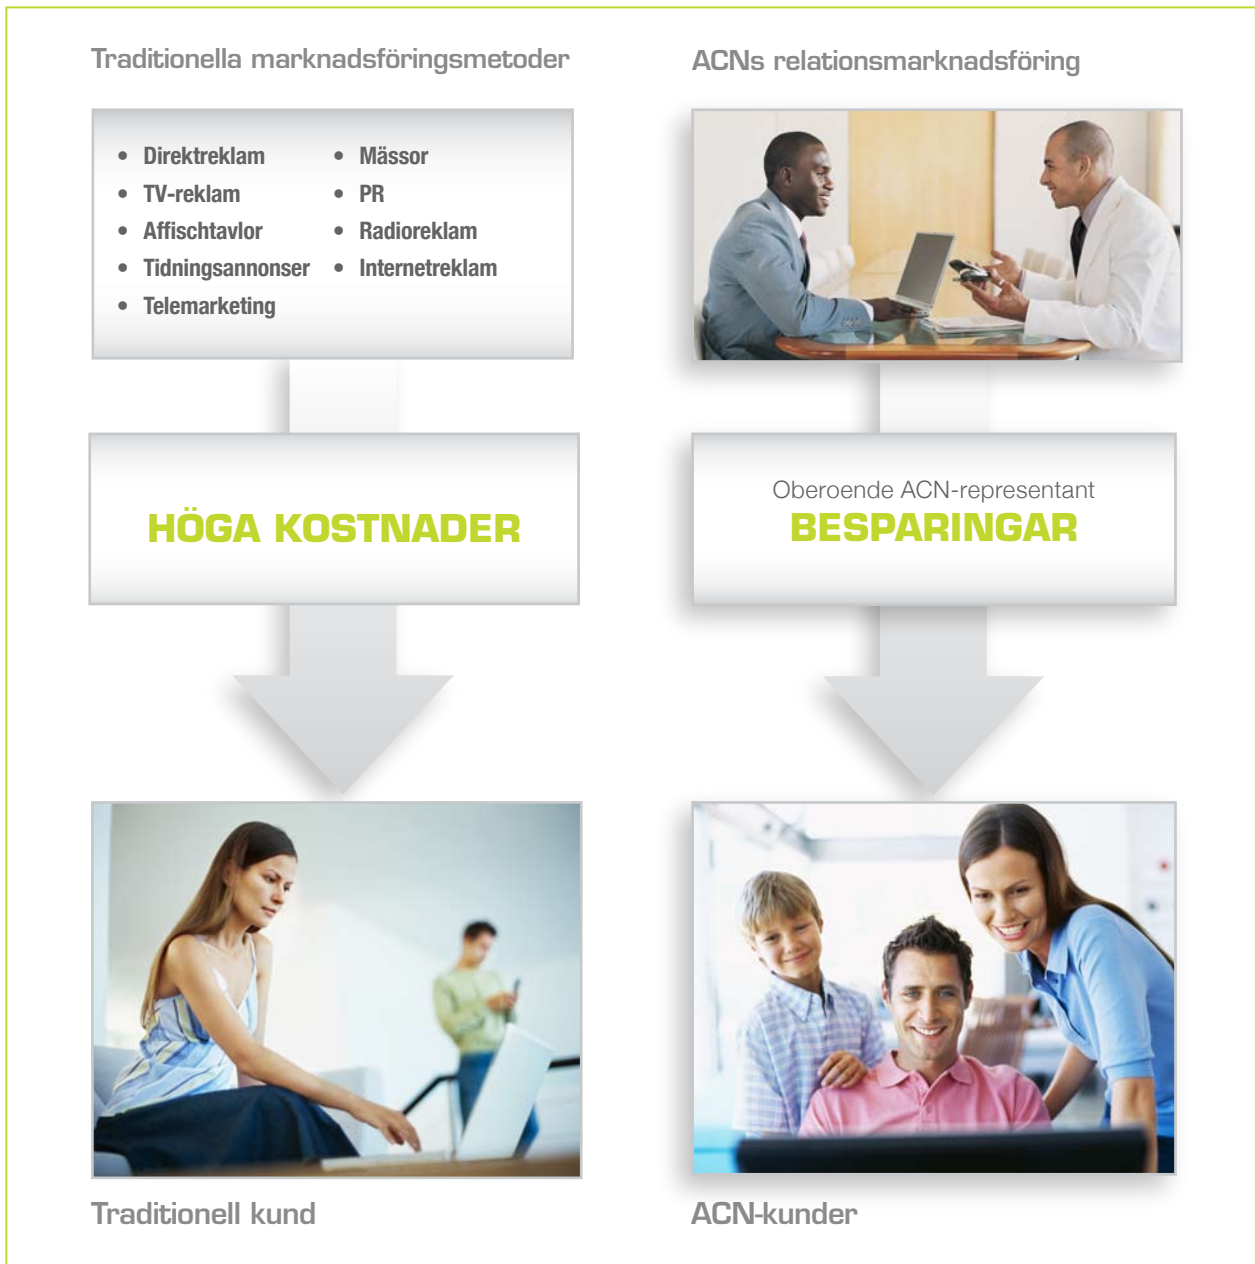 Traditionella marknadsföringsmetoder
• Direktreklam
• TV-reklam
• Affischtavlor
• Tidningsannonser
• Telemarketing
• Mässor
• PR
• Radioreklam
• Internetreklam
HÖGA KOSTNADER
Traditionell kund
ACNs relationsmarknadsföring
Oberoende ACN-representant
BESPARINGAR
ACN-kunder